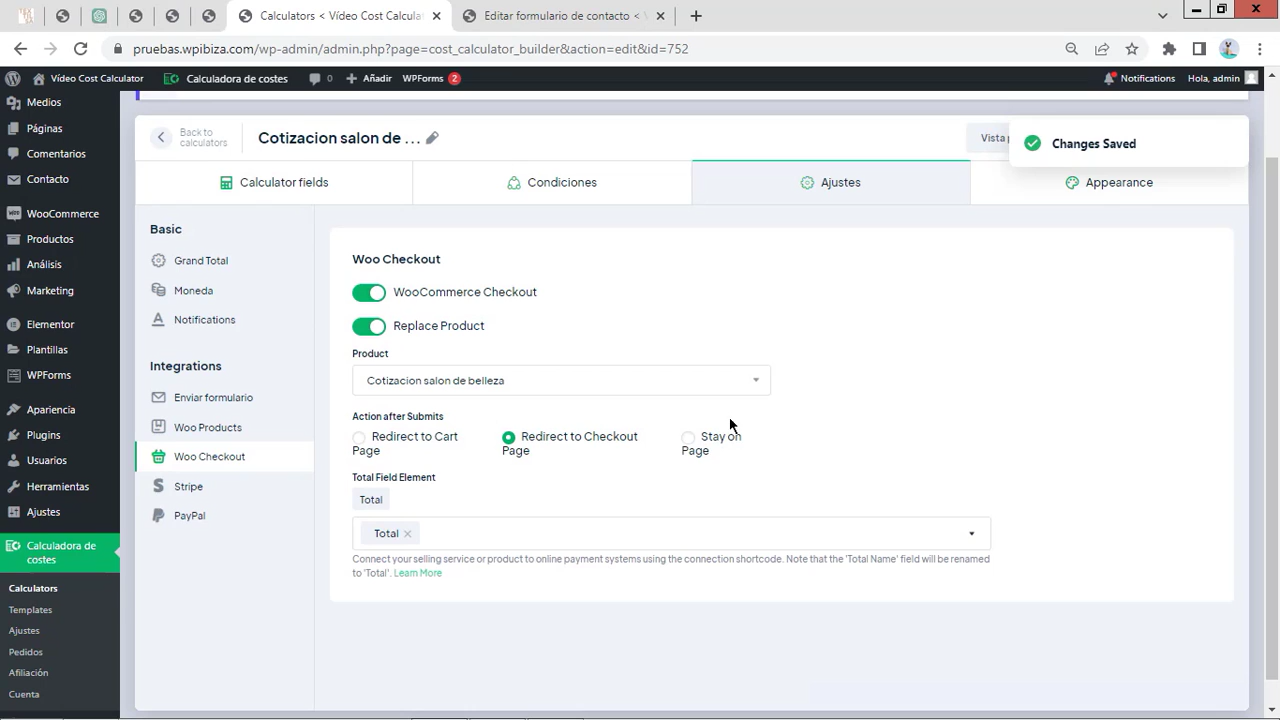 Calculators < Vídeo Cost Calcula
Editar formulario de contacto < V
pruebas.wpibiza.com/wp-admin/admin.php?page=cost_calculator_builder&action=edit&id=752
Vídeo Cost Calculator
Calculadora de costes
0
Añadir
WPForms 2
Notifications
Hola, admin
Medios
Páginas
Comentarios
Contacto
WooCommerce
Productos
Análisis
Marketing
Elementor
Plantillas
WPForms
Apariencia
Plugins
Usuarios
Herramientas
Ajustes
Calculadora de
costes
Calculators
Templates
Ajustes
Pedidos
Afiliación
Cuenta
Back to
calculators
Cotizacion salon de ...
Vista p
Changes Saved
Calculator fields
Condiciones
Ajustes
Appearance
Basic
Grand Total
Moneda
Notifications
Integrations
Enviar formulario
Woo Products
Woo Checkout
Stripe
PayPal
Woo Checkout
WooCommerce Checkout
Replace Product
Product
Cotizacion salon de belleza
Action after Submits
Redirect to Cart
Page
Redirect to Checkout
Page
Stay on
Page
Total Field Element
Total
Total ×
Connect your selling service or product to online payment systems using the connection shortcode. Note that the 'Total Name' field will be renamed
to 'Total'. Learn More